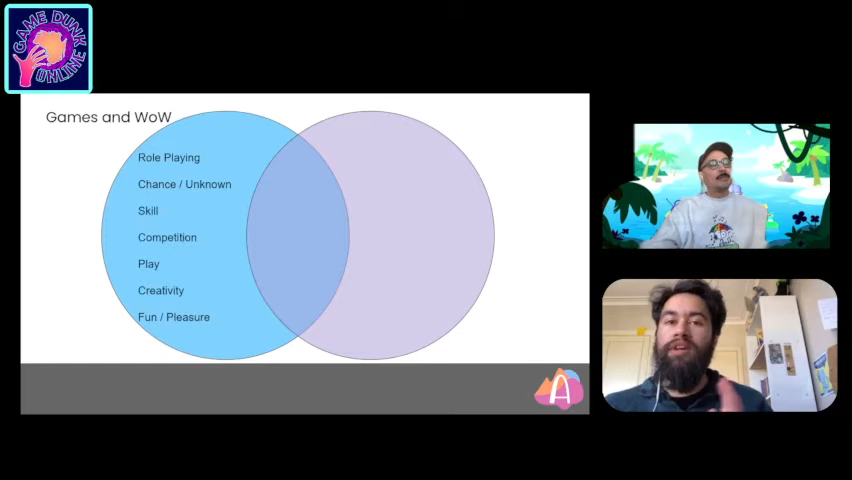 GAME DUNK
ONLINE
Games and WoW
Role Playing
Chance / Unknown
Skill
Competition
Play
Creativity
Fun / Pleasure
A